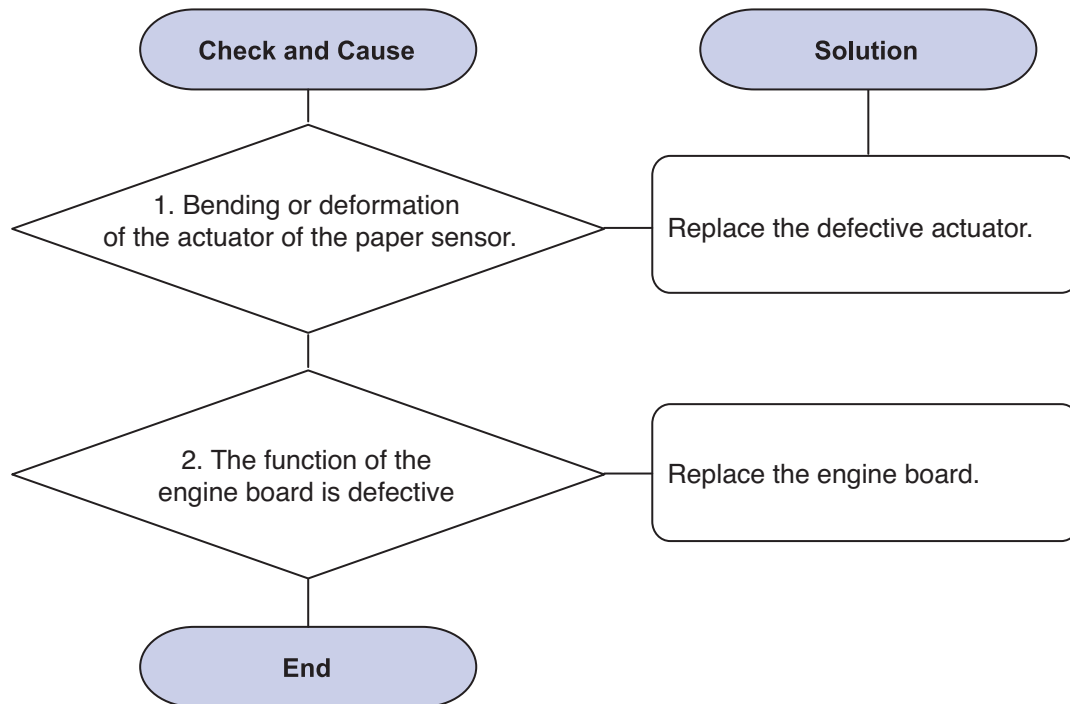 Check and Cause
Solution
1. Bending or deformation
of the actuator of the paper sensor.
Replace the defective actuator.
2. The function of the
engine board is defective
Replace the engine board.
End